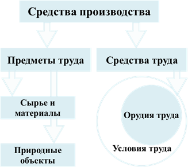 Средства производства
Предметы труда
Средства труда
Сырье и
материалы
Орудия труда
Природные
объекты
Условия труда